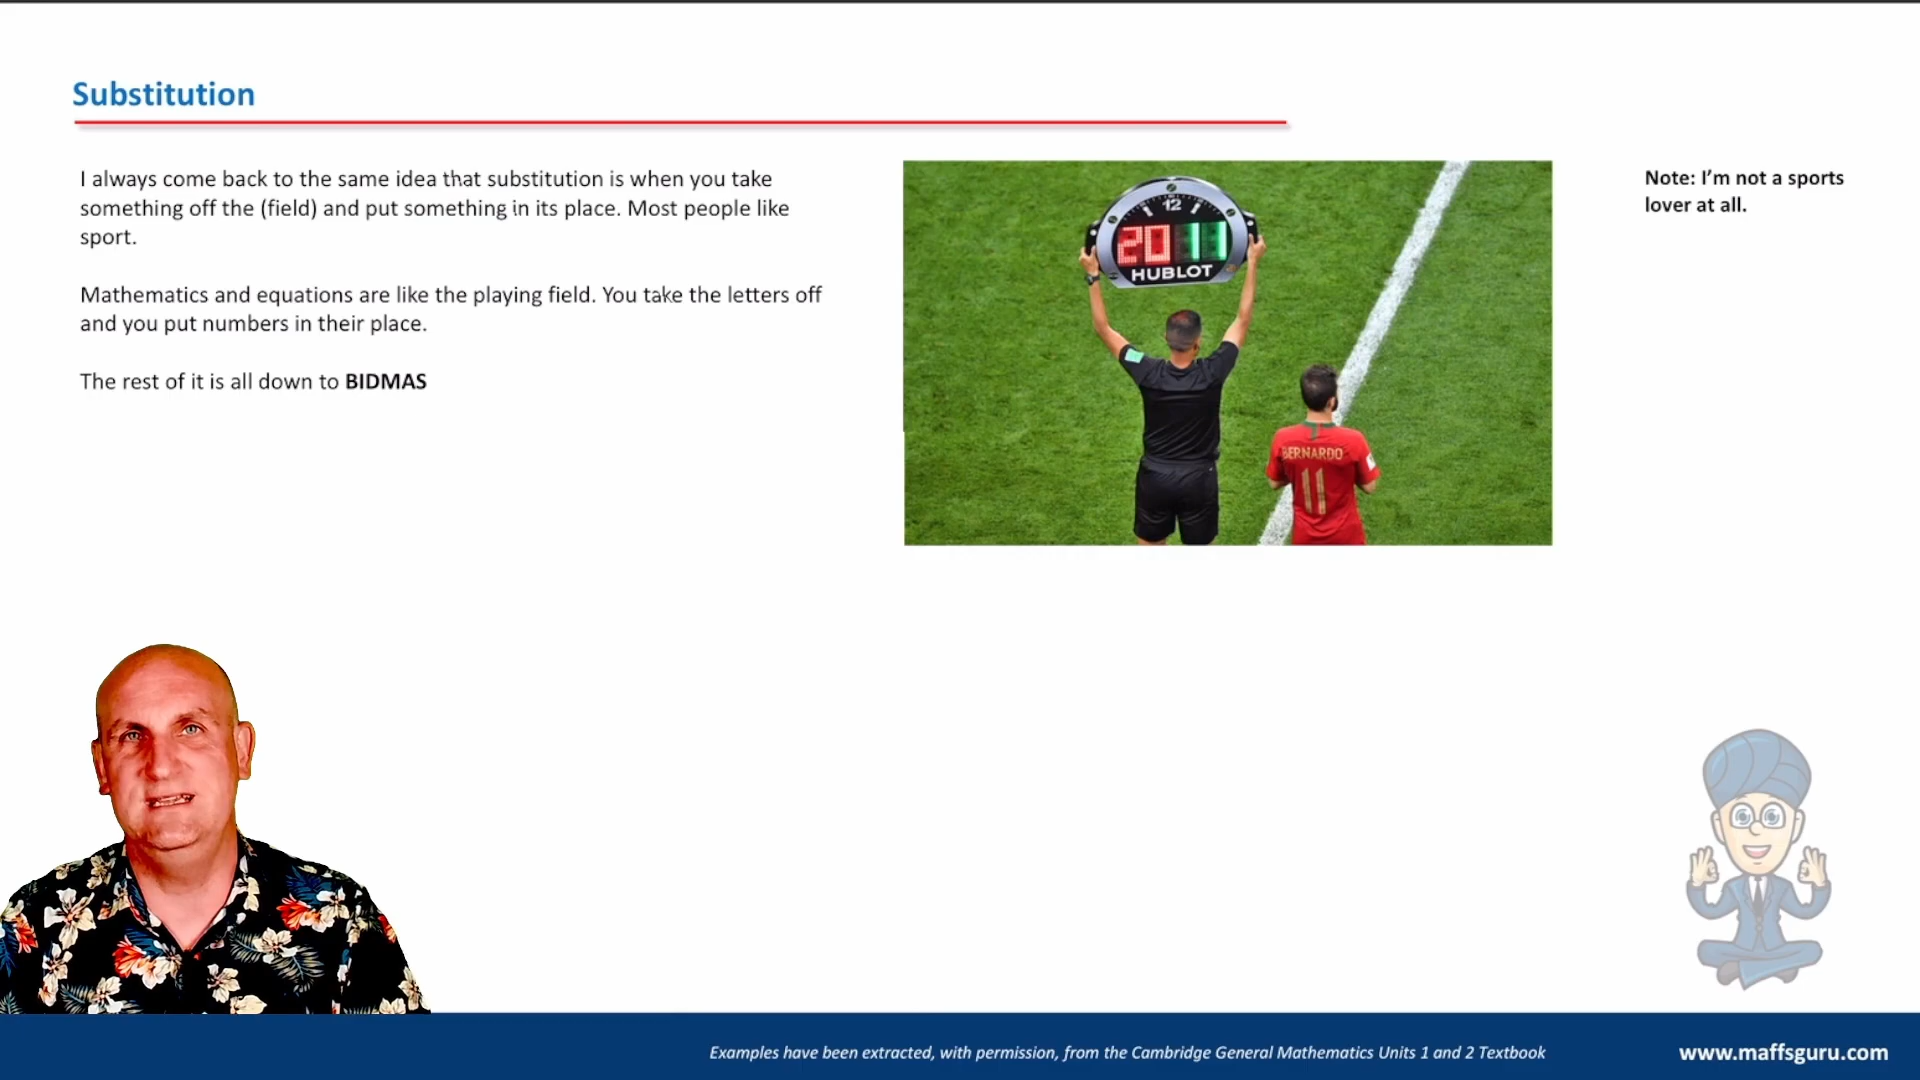 Substitution
I always come back to the same idea that substitution is when you take
something off the (field) and put something in its place. Most people like
sport.
Mathematics and equations are like the playing field. You take the letters off
and you put numbers in their place.
The rest of it is all down to BIDMAS
12
20 11
HUBLOT
BERNARDO
11
Note: I'm not a sports
lover at all.
Examples have been extracted, with permission, from the Cambridge General Mathematics Units 1 and 2 Textbook
www.maffsguru.com